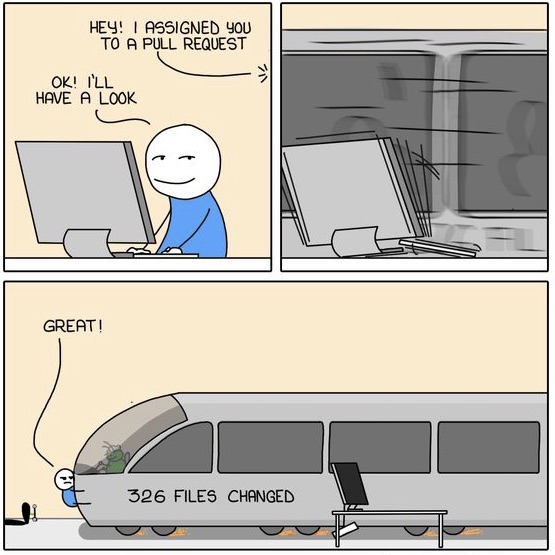 HEY! I ASSIGNED YOU
TO A PULL REQUEST
OK! I'LL
HAVE A LOOK
GREAT!
326 FILES CHANGED